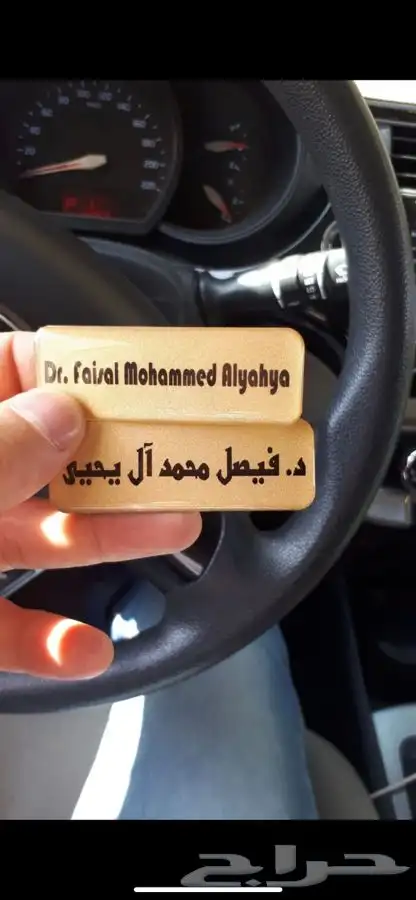 Dr. Faisal Mohammed Alyahya
د. فيصل محمد آل يحيى
حراج